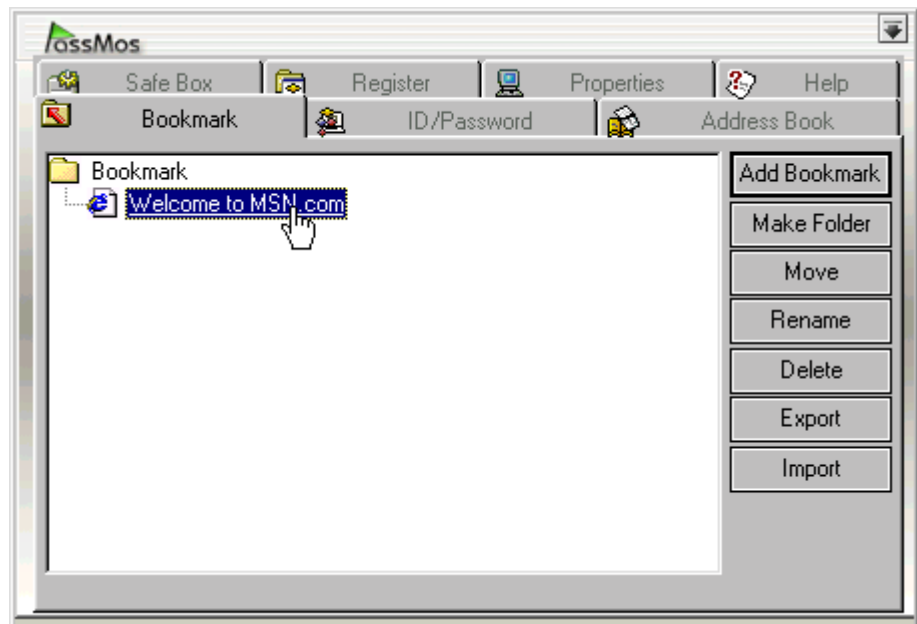 PassMos
Safe Box Register Properties Help
Bookmark ID/Password Address Book
Bookmark
Welcome to MSN.com
Add Bookmark
Make Folder
Move
Rename
Delete
Export
Import